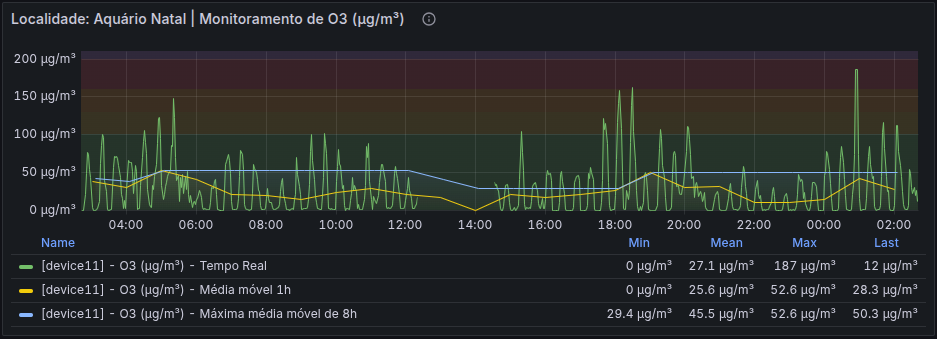 Localidade: Aquário Natal | Monitoramento de O3 (µg/m³)
200 µg/m³
150 µg/m³
100 µg/m³
50 µg/m³
0 µg/m³
04:00 06:00 08:00 10:00 12:00 14:00 16:00 18:00 20:00 22:00 00:00 02:00
Name Min Mean Max Last
[device11] - O3 (µg/m³) - Tempo Real 0 µg/m³ 27.1 µg/m³ 187 µg/m³ 12 µg/m³
[device11] - O3 (µg/m³) - Média móvel 1h 0 µg/m³ 25.6 µg/m³ 52.6 µg/m³ 28.3 µg/m³
[device11] - O3 (µg/m³) - Máxima média móvel de 8h 29.4 µg/m³ 45.5 µg/m³ 52.6 µg/m³ 50.3 µg/m³